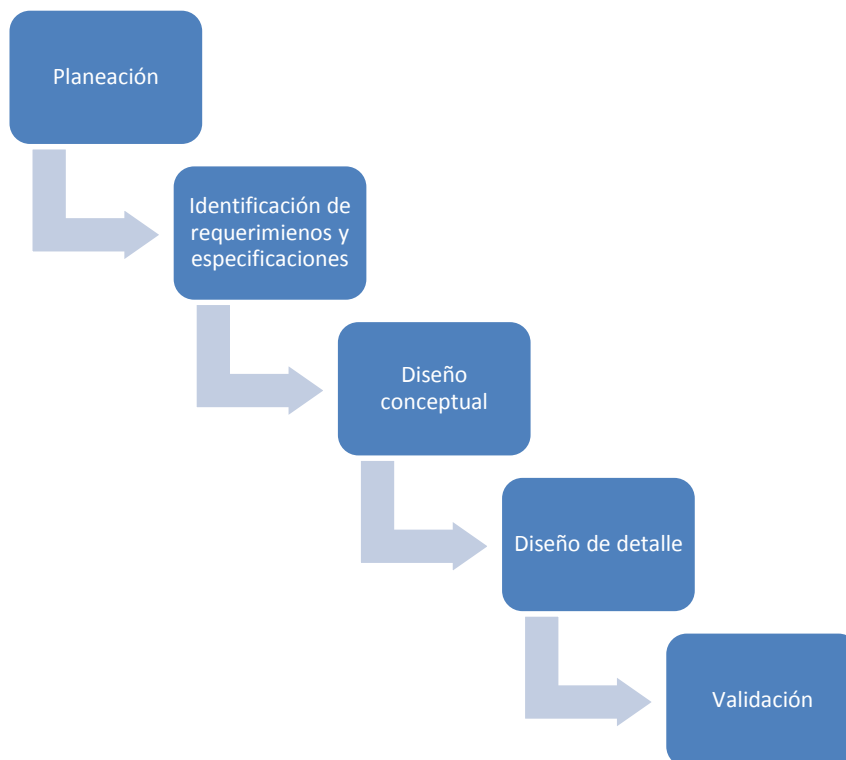 Planeación
Identificación de
requerimienos y
especificaciones
Diseño
conceptual
Diseño de detalle
Validación